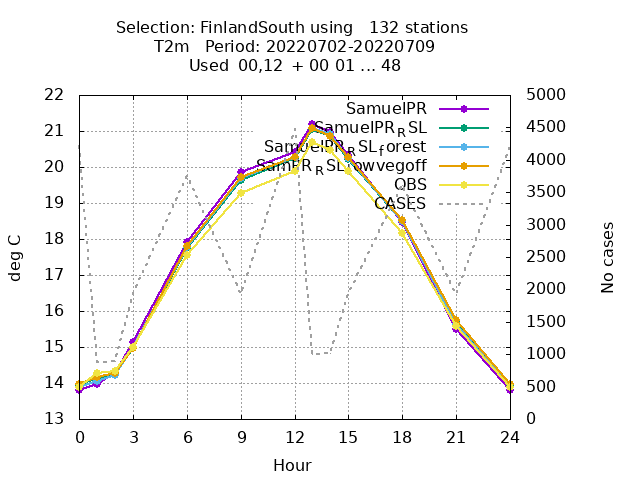 Selection: FinlandSouth using 132 stations
T2m Period: 20220702-20220709
Used 00,12 + 00 01 ... 48
22
21
20
19
18
17
16
15
14
13
deg C
5000
4500
4000
3500
3000
2500
2000
1500
1000
500
0
No cases
SamuelPR
SamuelPR_RSL
SamuelPR_RSL_forest
OBS
CASES
0 3 6 9 12 15 18 21 24
Hour